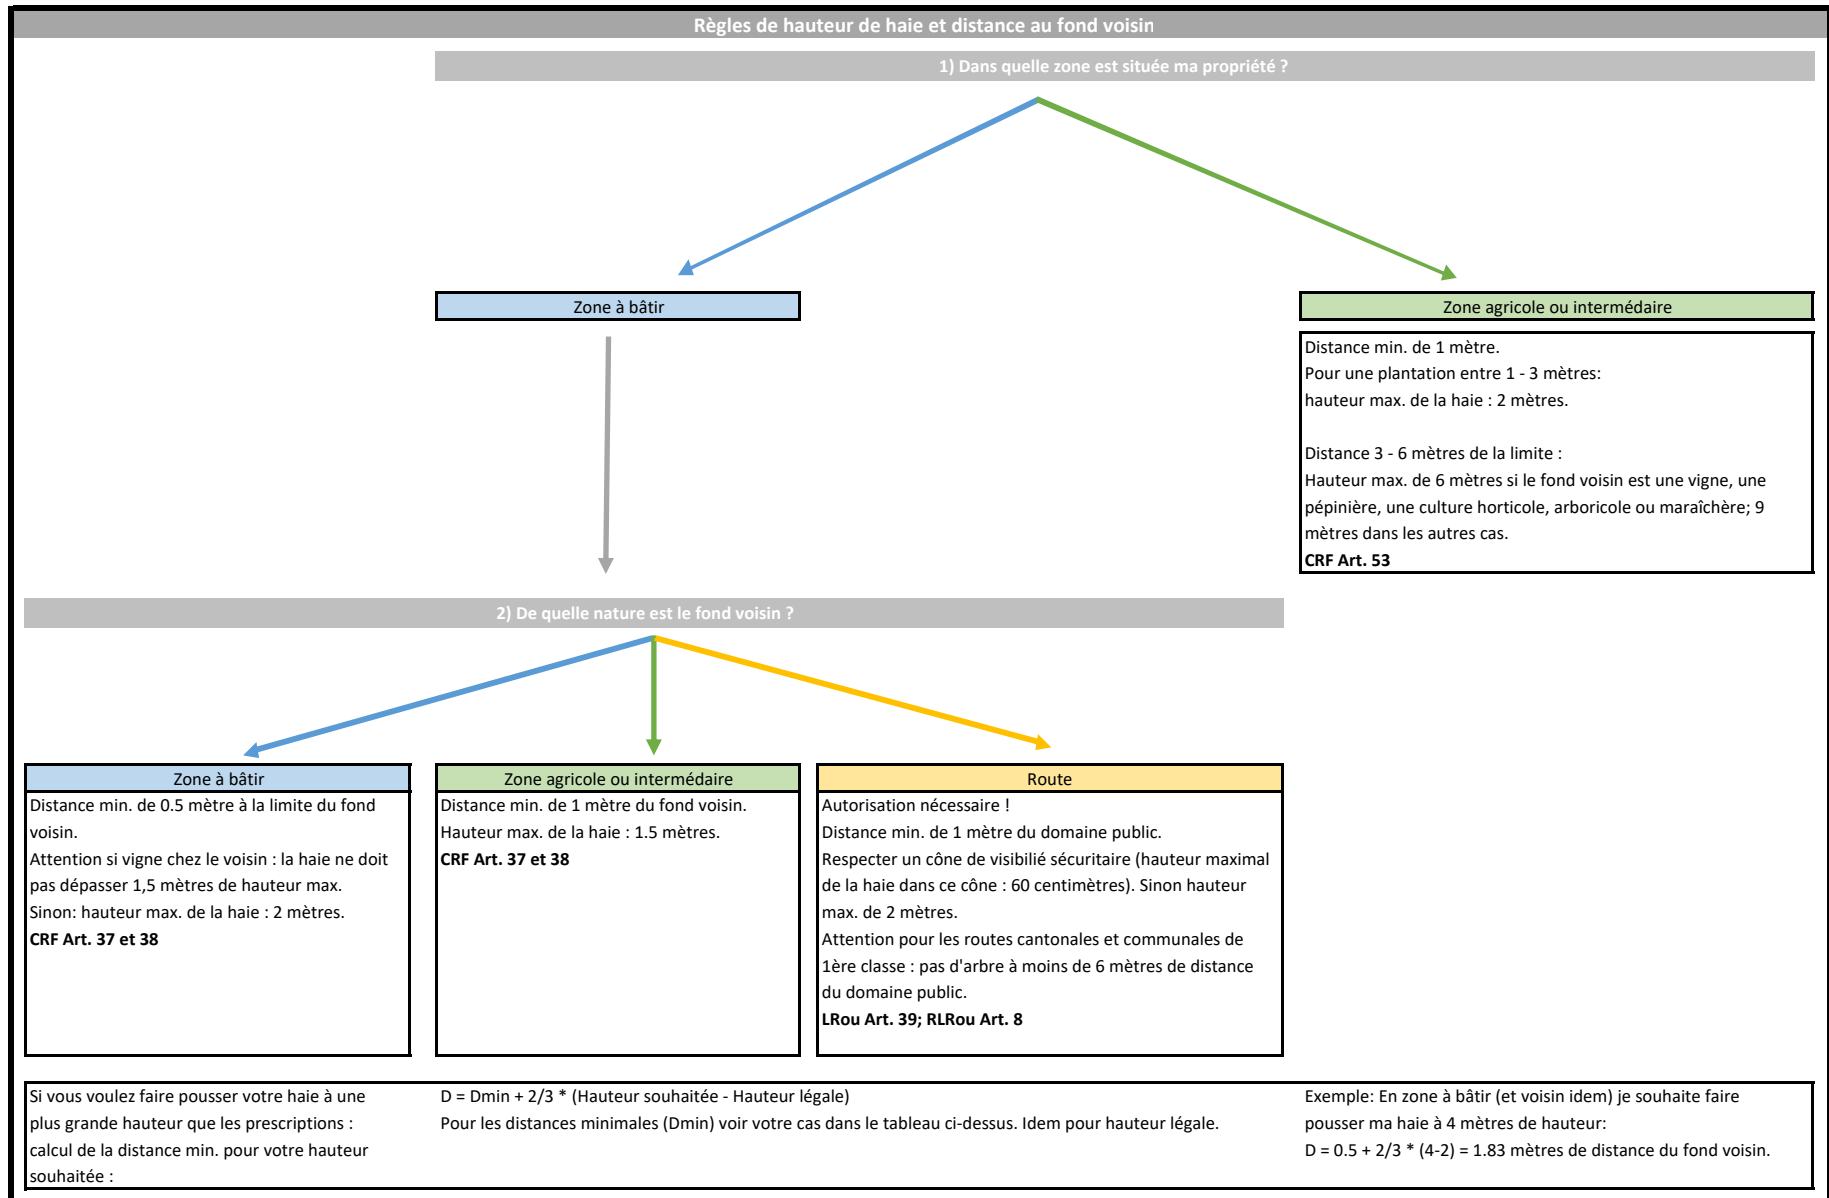 Règles de hauteur de haie et distance au fond voisin
1) Dans quelle zone est située ma propriété ?
Zone à bâtir
Zone agricole ou intermédaire
Distance min. de 1 mètre.
Pour une plantation entre 1 - 3 mètres:
hauteur max. de la haie : 2 mètres.
Distance 3 - 6 mètres de la limite :
Hauteur max. de 6 mètres si le fond voisin est une vigne, une
pépinière, une culture horticole, arboricole ou maraîchère; 9
mètres dans les autres cas.
CRF Art. 53
2) De quelle nature est le fond voisin ?
Zone à bâtir
Distance min. de 0.5 mètre à la limite du fond
voisin.
Attention si vigne chez le voisin : la haie ne doit
pas dépasser 1,5 mètres de hauteur max.
Sinon: hauteur max. de la haie : 2 mètres.
CRF Art. 37 et 38
Zone agricole ou intermédaire
Distance min. de 1 mètre du fond voisin.
Hauteur max. de la haie : 1.5 mètres.
CRF Art. 37 et 38
Route
Autorisation nécessaire !
Distance min. de 1 mètre du domaine public.
Respecter un cône de visibilié sécuritaire (hauteur maximal
de la haie dans ce cône : 60 centimètres). Sinon hauteur
max. de 2 mètres.
Attention pour les routes cantonales et communales de
1ère classe : pas d'arbre à moins de 6 mètres de distance
du domaine public.
LRou Art. 39; RLRou Art. 8
Si vous voulez faire pousser votre haie à une
plus grande hauteur que les prescriptions :
calcul de la distance min. pour votre hauteur
souhaitée :
D = Dmin + 2/3 * (Hauteur souhaitée - Hauteur légale)
Pour les distances minimales (Dmin) voir votre cas dans le tableau ci-dessus. Idem pour hauteur légale.
Exemple: En zone à bâtir (et voisin idem) je souhaite faire
pousser ma haie à 4 mètres de hauteur:
D = 0.5 + 2/3 * (4-2) = 1.83 mètres de distance du fond voisin.